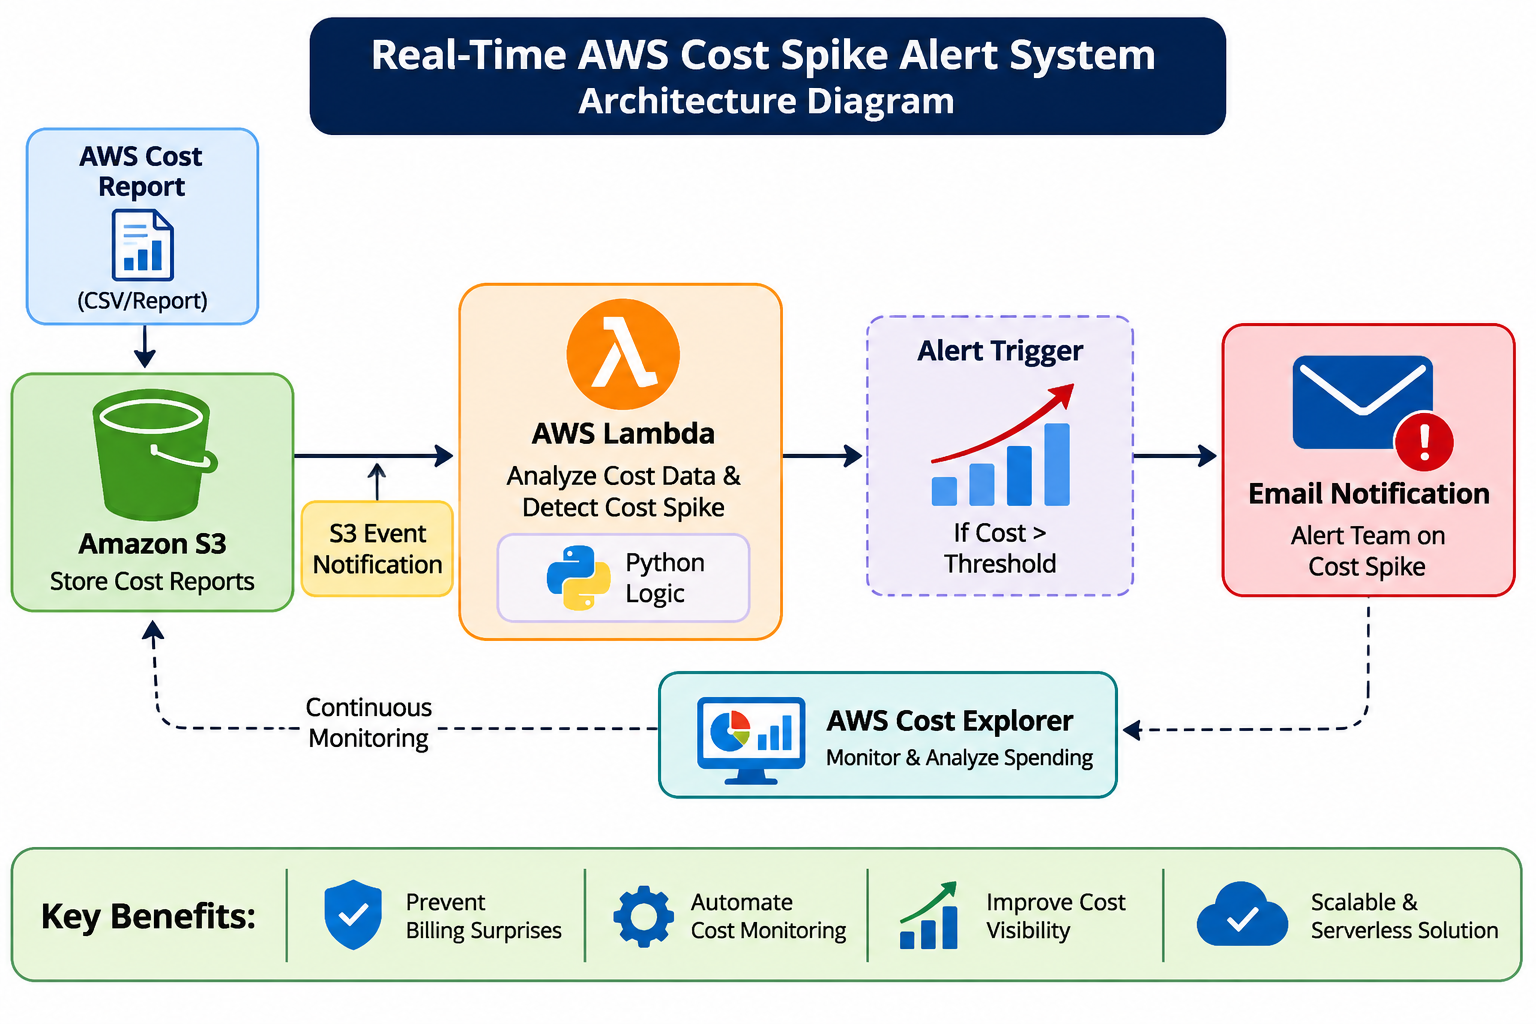 Real-Time AWS Cost Spike Alert System
Architecture Diagram
AWS Cost
Report
(CSV/Report)
Amazon S3
Store Cost Reports
S3 Event
Notification
AWS Lambda
Analyze Cost Data &
Detect Cost Spike
Python
Logic
Alert Trigger
If Cost >
Threshold
Email Notification
Alert Team on
Cost Spike
Continuous
Monitoring
AWS Cost Explorer
Monitor & Analyze Spending
Key Benefits:
Prevent
Billing Surprises
Automate
Cost Monitoring
Improve Cost
Visibility
Scalable &
Serverless Solution